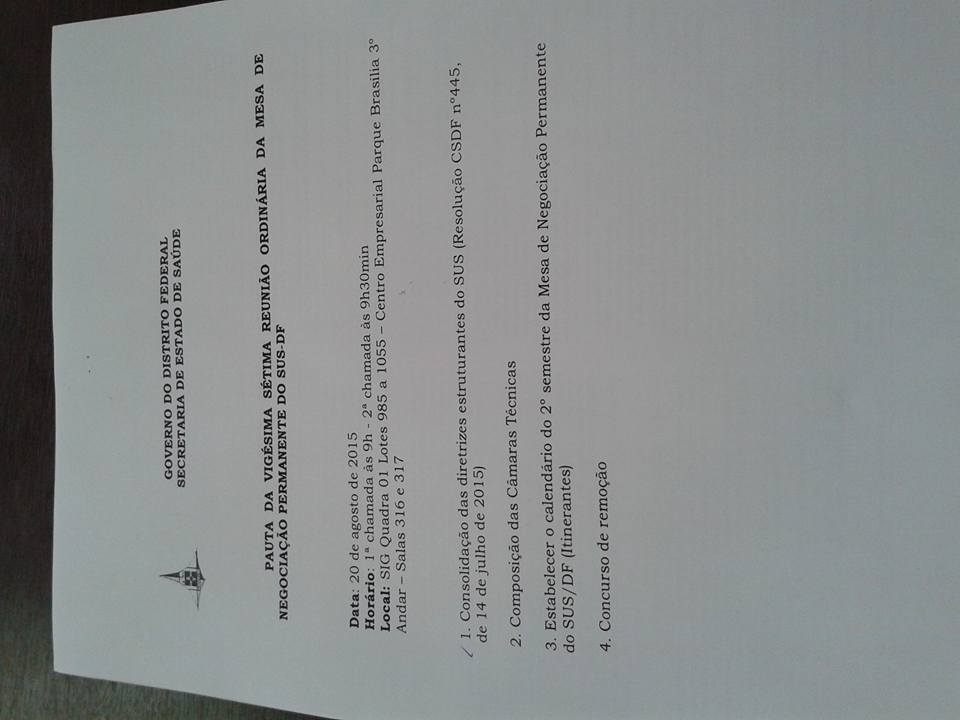 GOVERNO DO DISTRITO FEDERAL
SECRETARIA DE ESTADO DE SAÚDE
PAUTA DA VIGÉSIMA SÉTIMA REUNIÃO ORDINÁRIA DA MESA DE
NEGOCIAÇÃO PERMANENTE DO SUS-DF
Data: 20 de agosto de 2015
Horário: 1ª chamada às 9h - 2ª chamada às 9h30min
Local: SIG Quadra 01 Lotes 985 a 1055 – Centro Empresarial Parque Brasília 3º
Andar – Salas 316 e 317
1. Consolidação das diretrizes estruturantes do SUS (Resolução CSDF nº445,
de 14 de julho de 2015)
2. Composição das Câmaras Técnicas
3. Estabelecer o calendário do 2º semestre da Mesa de Negociação Permanente
do SUS/DF (Itinerantes)
4. Concurso de remoção